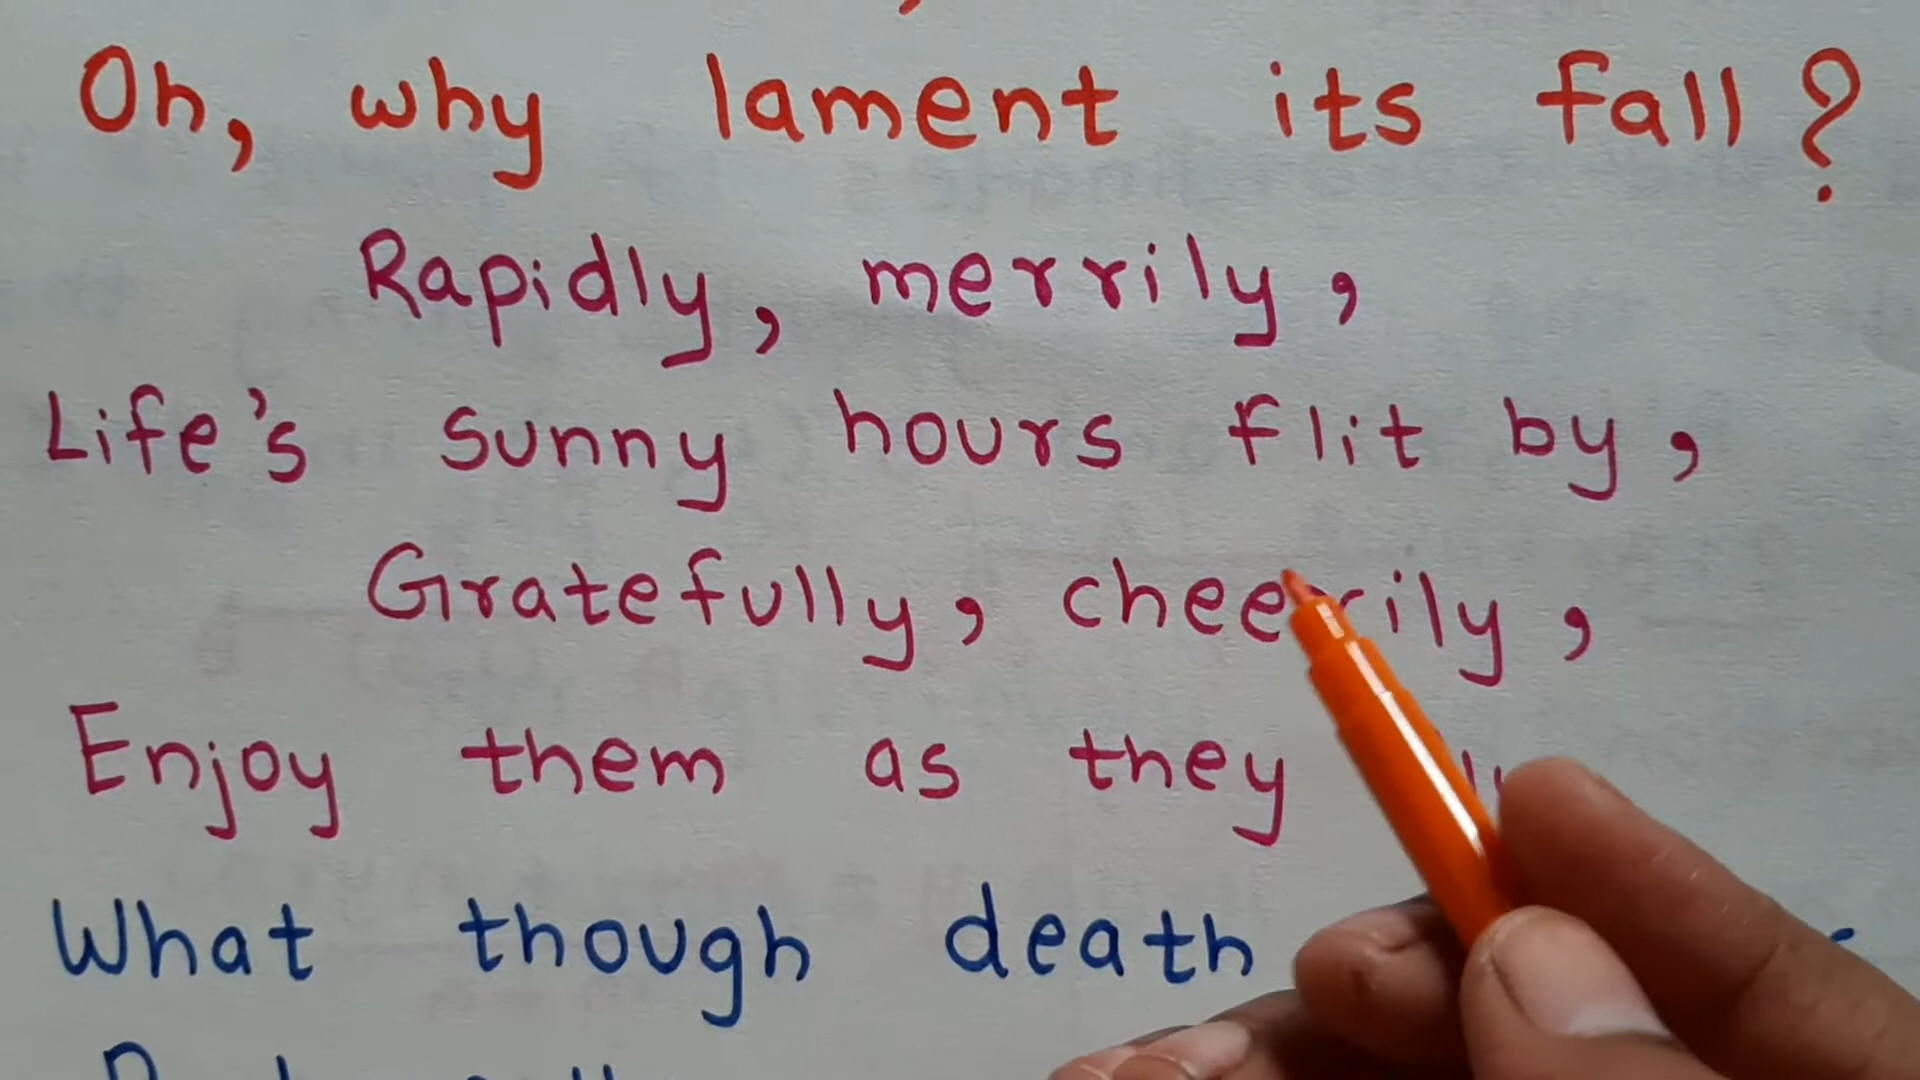 Oh, why lament its fall?
Rapidly, merrily,
Life's sunny hours flit by,
Gratefully, cheerily,
Enjoy them as they
What though death